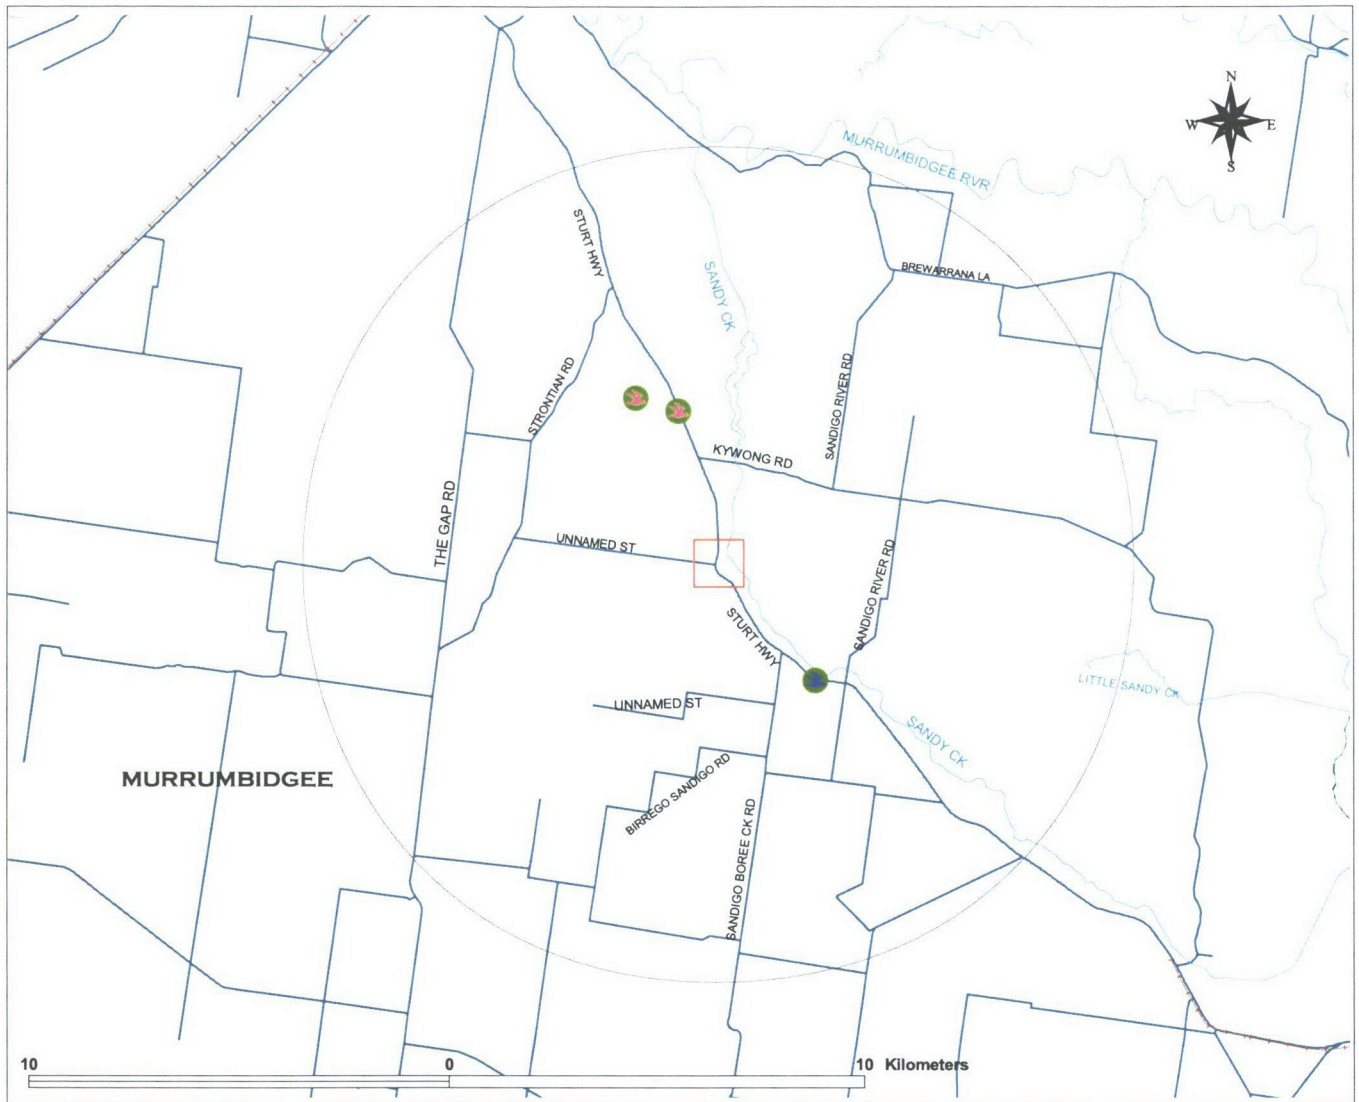 N
W E
S
MURRUMBIDGEE RVR
STURT HWY
SANDY CK
BREWARRANA LA
STRONTIAN RD
SANDIGO RIVER RD
KYWONG RD
THE GAP RD
UNNAMED ST
SANDIGO RIVER RD
STURT HWY
LITTLE SANDY CK
UNNAMED ST
SANDY CK
MURRUMBIDGEE
BIRREGO SANDIGO RD
SANDIGO BOREE CK RD
10 0 10 Kilometers